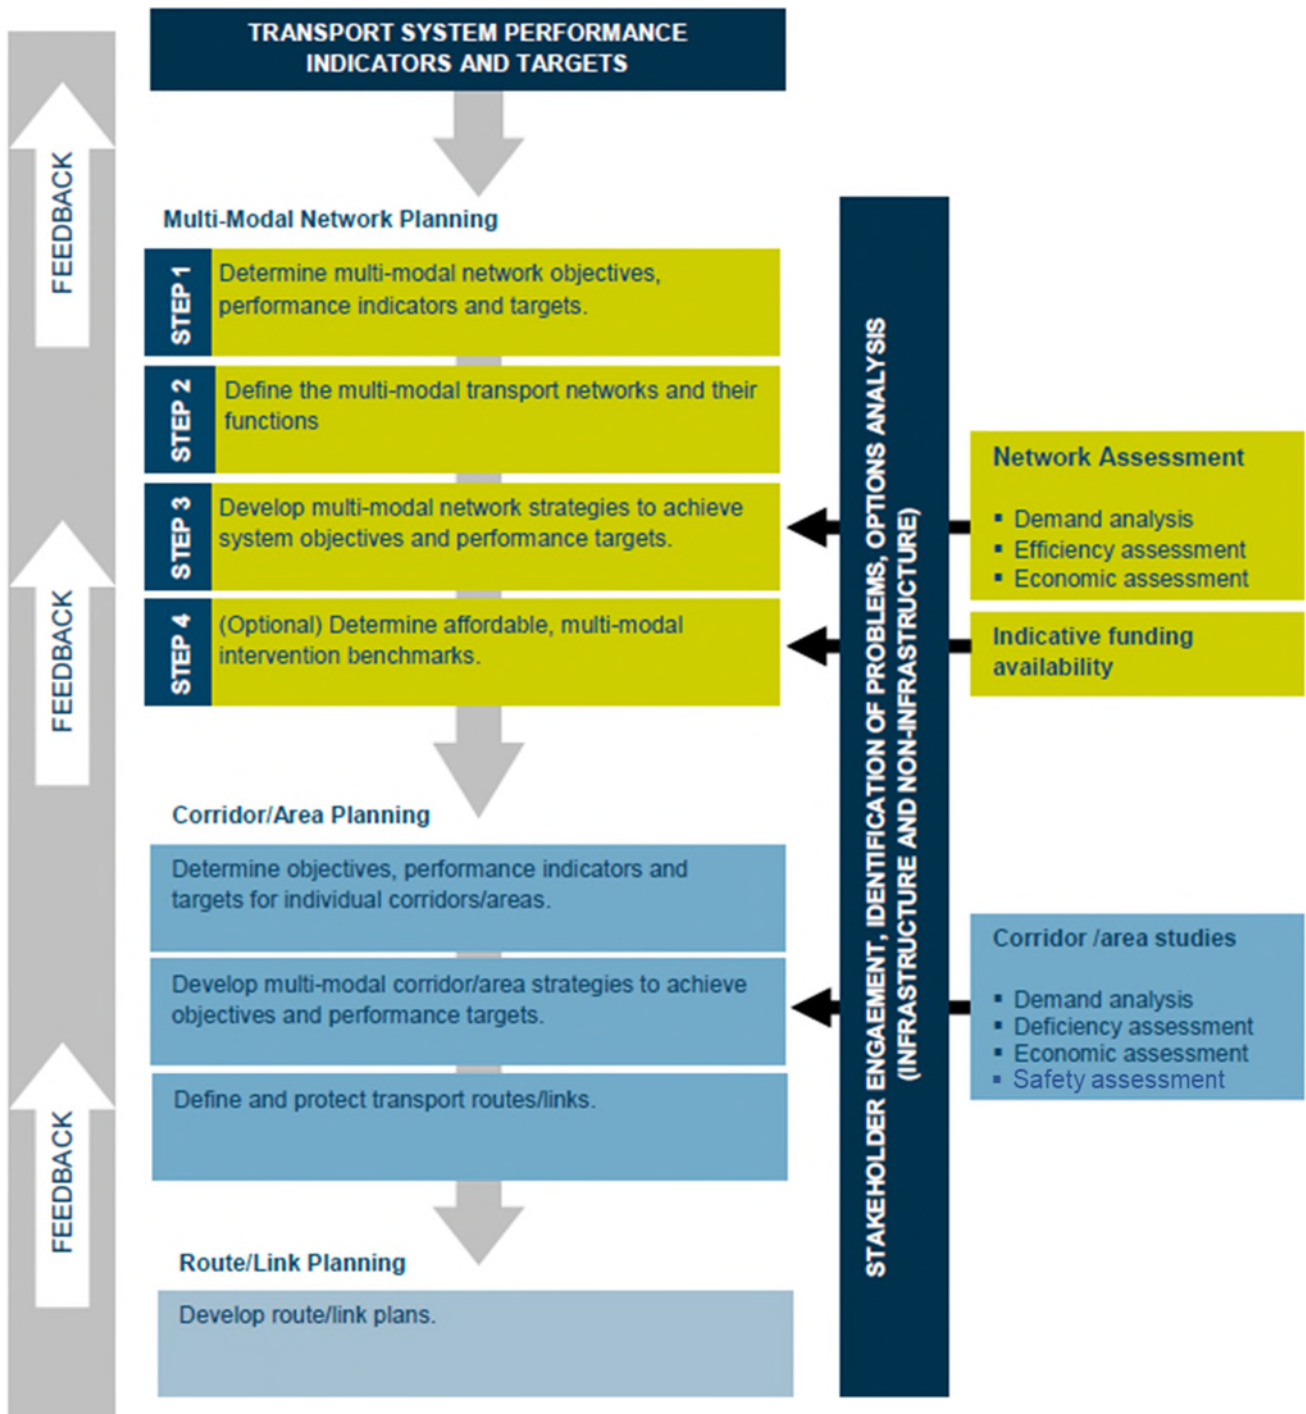 TRANSPORT SYSTEM PERFORMANCE
INDICATORS AND TARGETS
FEEDBACK
Multi-Modal Network Planning
STEP 1
Determine multi-modal network objectives,
performance indicators and targets.
STEP 2
Define the multi-modal transport networks and their
functions
STEP 3
Develop multi-modal network strategies to achieve
system objectives and performance targets.
STEP 4
(Optional) Determine affordable, multi-modal
intervention benchmarks.
FEEDBACK
Corridor/Area Planning
Determine objectives, performance indicators and
targets for individual corridors/areas.
Develop multi-modal corridor/area strategies to achieve
objectives and performance targets.
Define and protect transport routes/links.
FEEDBACK
Route/Link Planning
Develop route/link plans.
STAKEHOLDER ENGAEMENT, IDENTIFICATION OF PROBLEMS, OPTIONS ANALYSIS
(INFRASTRUCTURE AND NON-INFRASTRUCTURE)
Network Assessment
▪ Demand analysis
▪ Efficiency assessment
▪ Economic assessment
Indicative funding
availability
Corridor /area studies
▪ Demand analysis
▪ Deficiency assessment
▪ Economic assessment
▪ Safety assessment